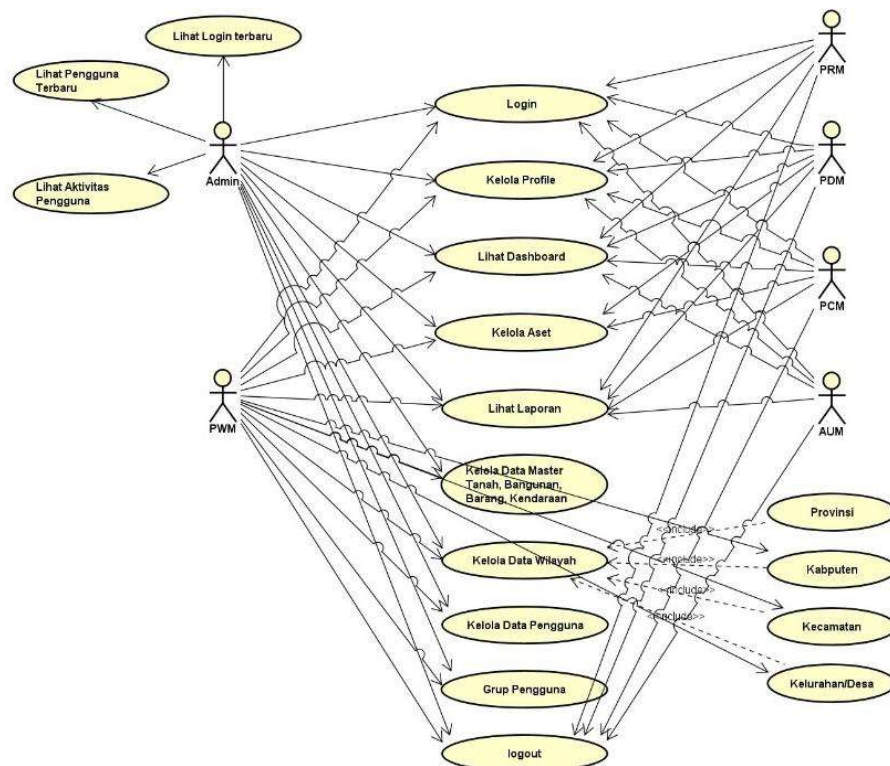 Lihat Login terbaru
Lihat Pengguna
Terbaru
Admin
Lihat Aktivitas
Pengguna
PWM
Login
Kelola Profile
Lihat Dashboard
Kelola Aset
Lihat Laporan
Kelola Data Master
Tanah, Bangunan,
Barang, Kendaraan
Kelola Data Wilayah
Kelola Data Pengguna
Grup Pengguna
logout
PRM
PDM
PCM
AUM
<<include>>
<<include>>
<<include>>
<<include>>
Provinsi
Kabputen
Kecamatan
Kelurahan/Desa